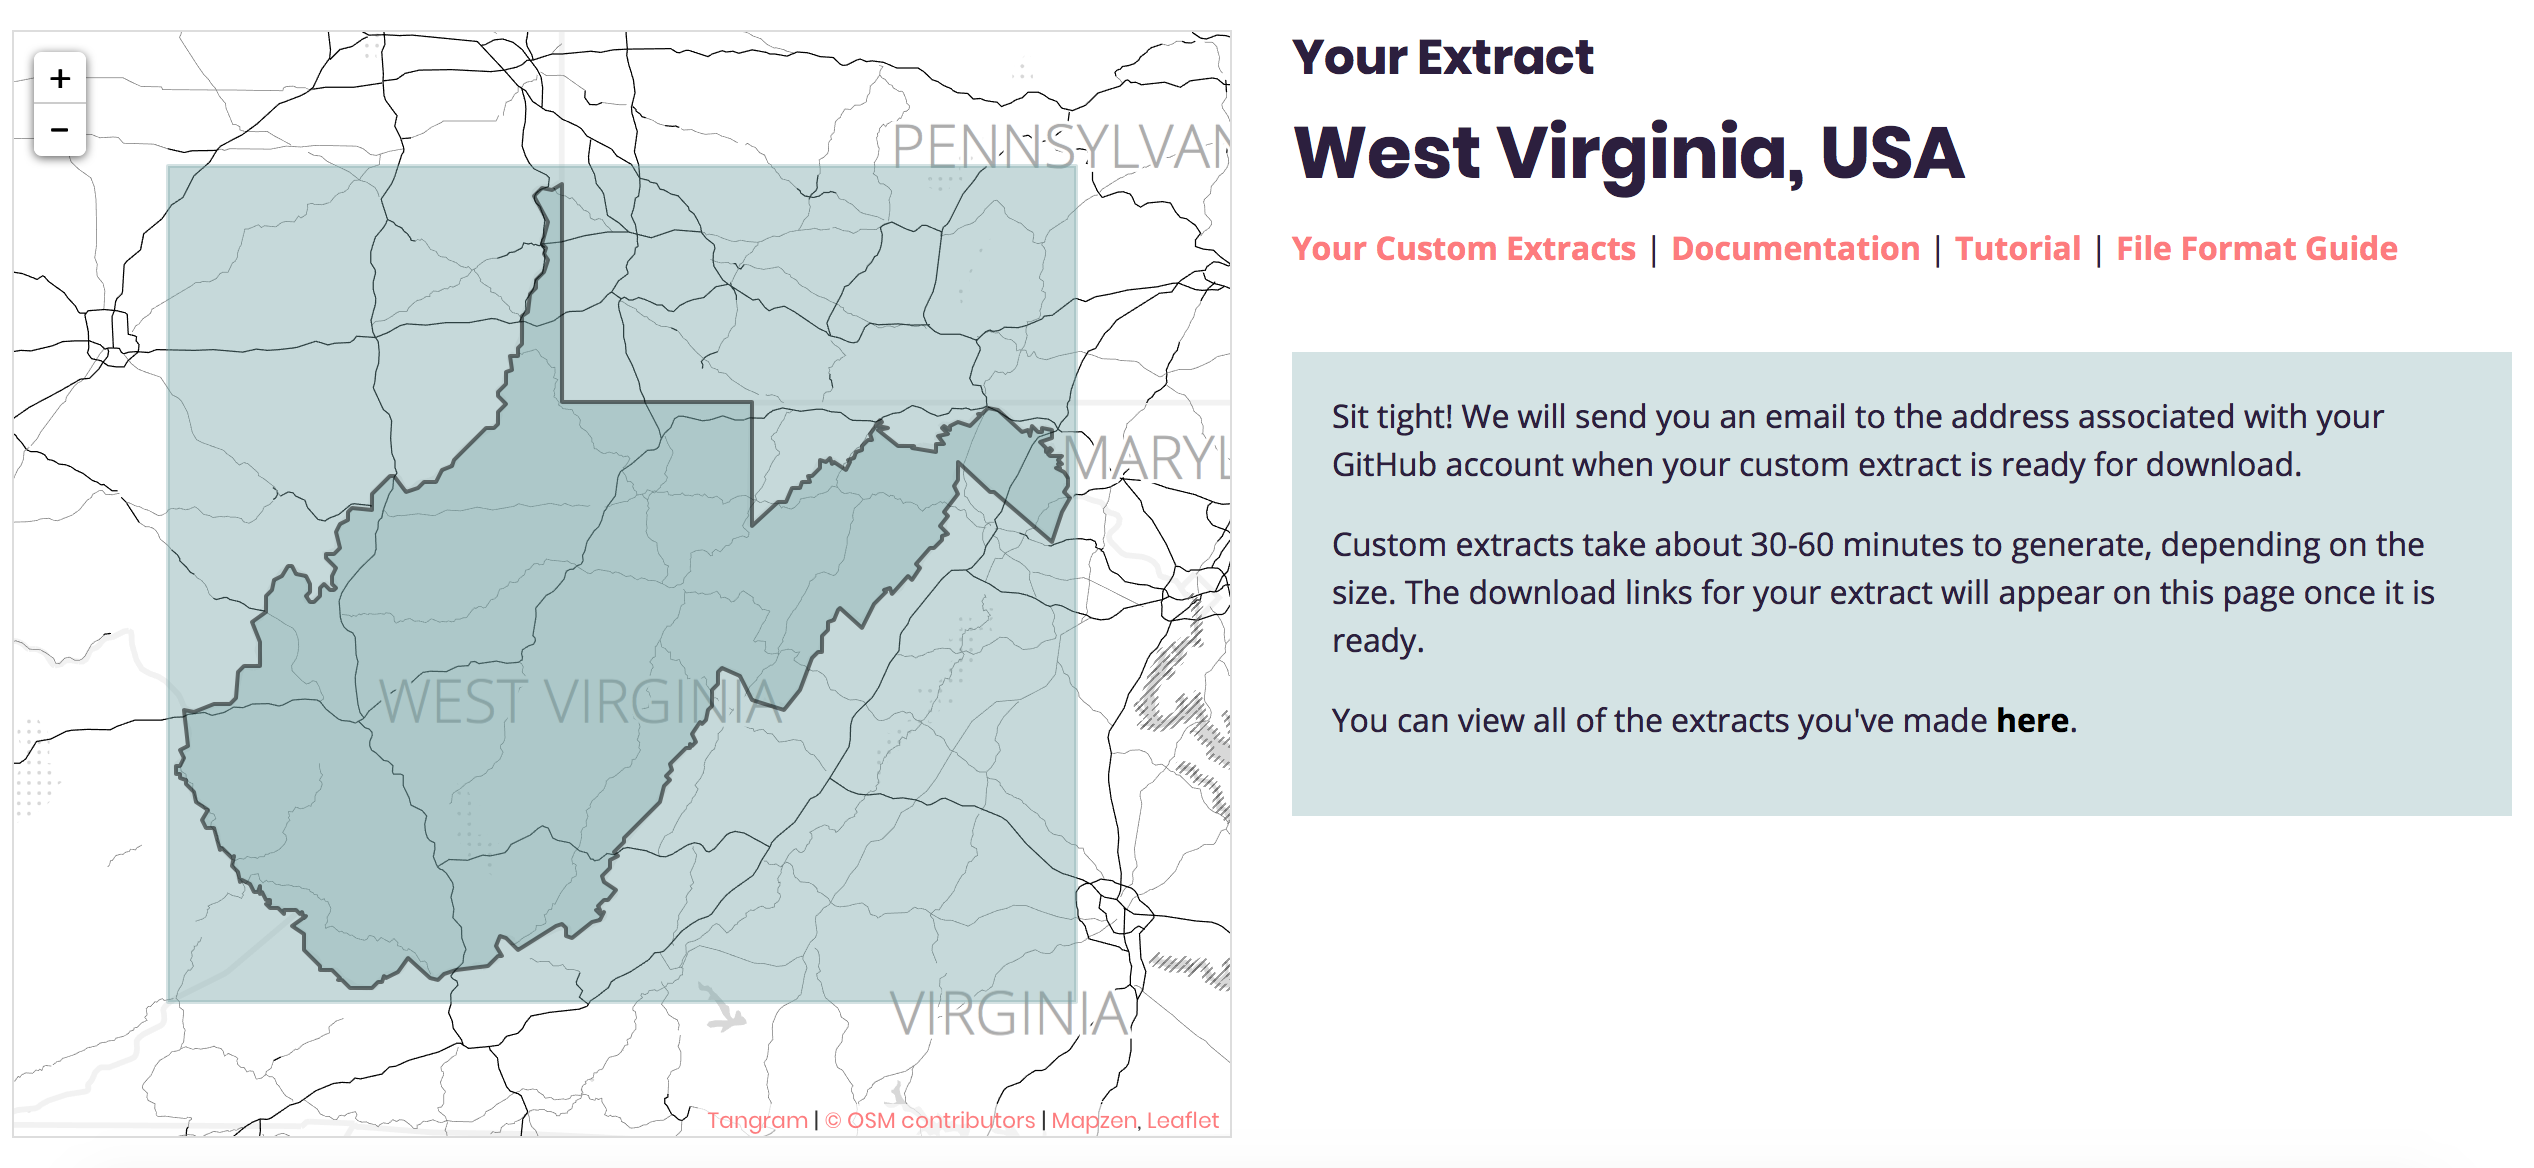 +
−
PENNSYLVAN
MARYL
WEST VIRGINIA
VIRGINIA
Tangram | © OSM contributors | Mapzen, Leaflet
Your Extract
West Virginia, USA
Your Custom Extracts | Documentation | Tutorial | File Format Guide
Sit tight! We will send you an email to the address associated with your
GitHub account when your custom extract is ready for download.
Custom extracts take about 30-60 minutes to generate, depending on the
size. The download links for your extract will appear on this page once it is
ready.
You can view all of the extracts you've made here.